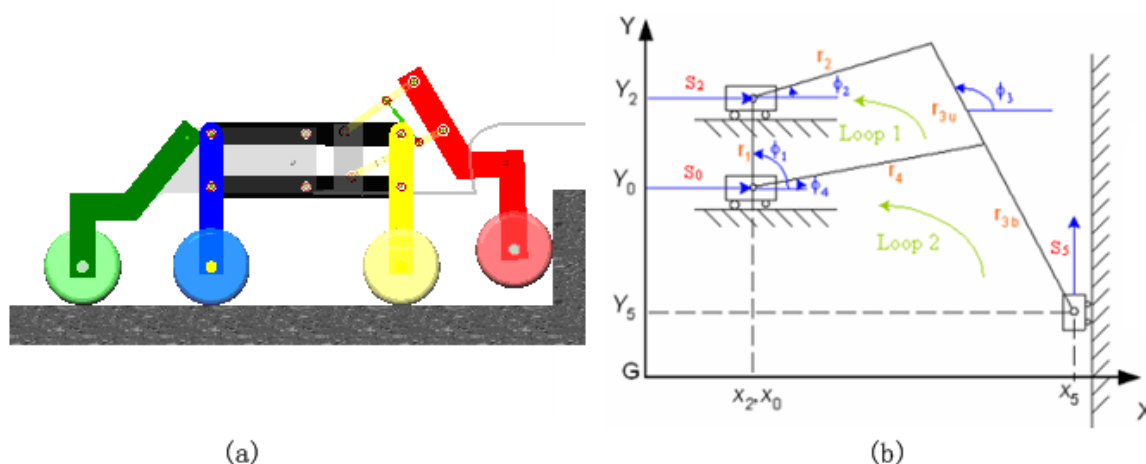 Y
Y₂
S₂
r₂
ϕ₂
ϕ₃
r₃ᵤ
Loop 1
r₁
ϕ₁
Y₀
S₀
r₄
ϕ₄
r₃b
Loop 2
S₅
Y₅
G
x₂,x₀
x₅
X
(a)
(b)